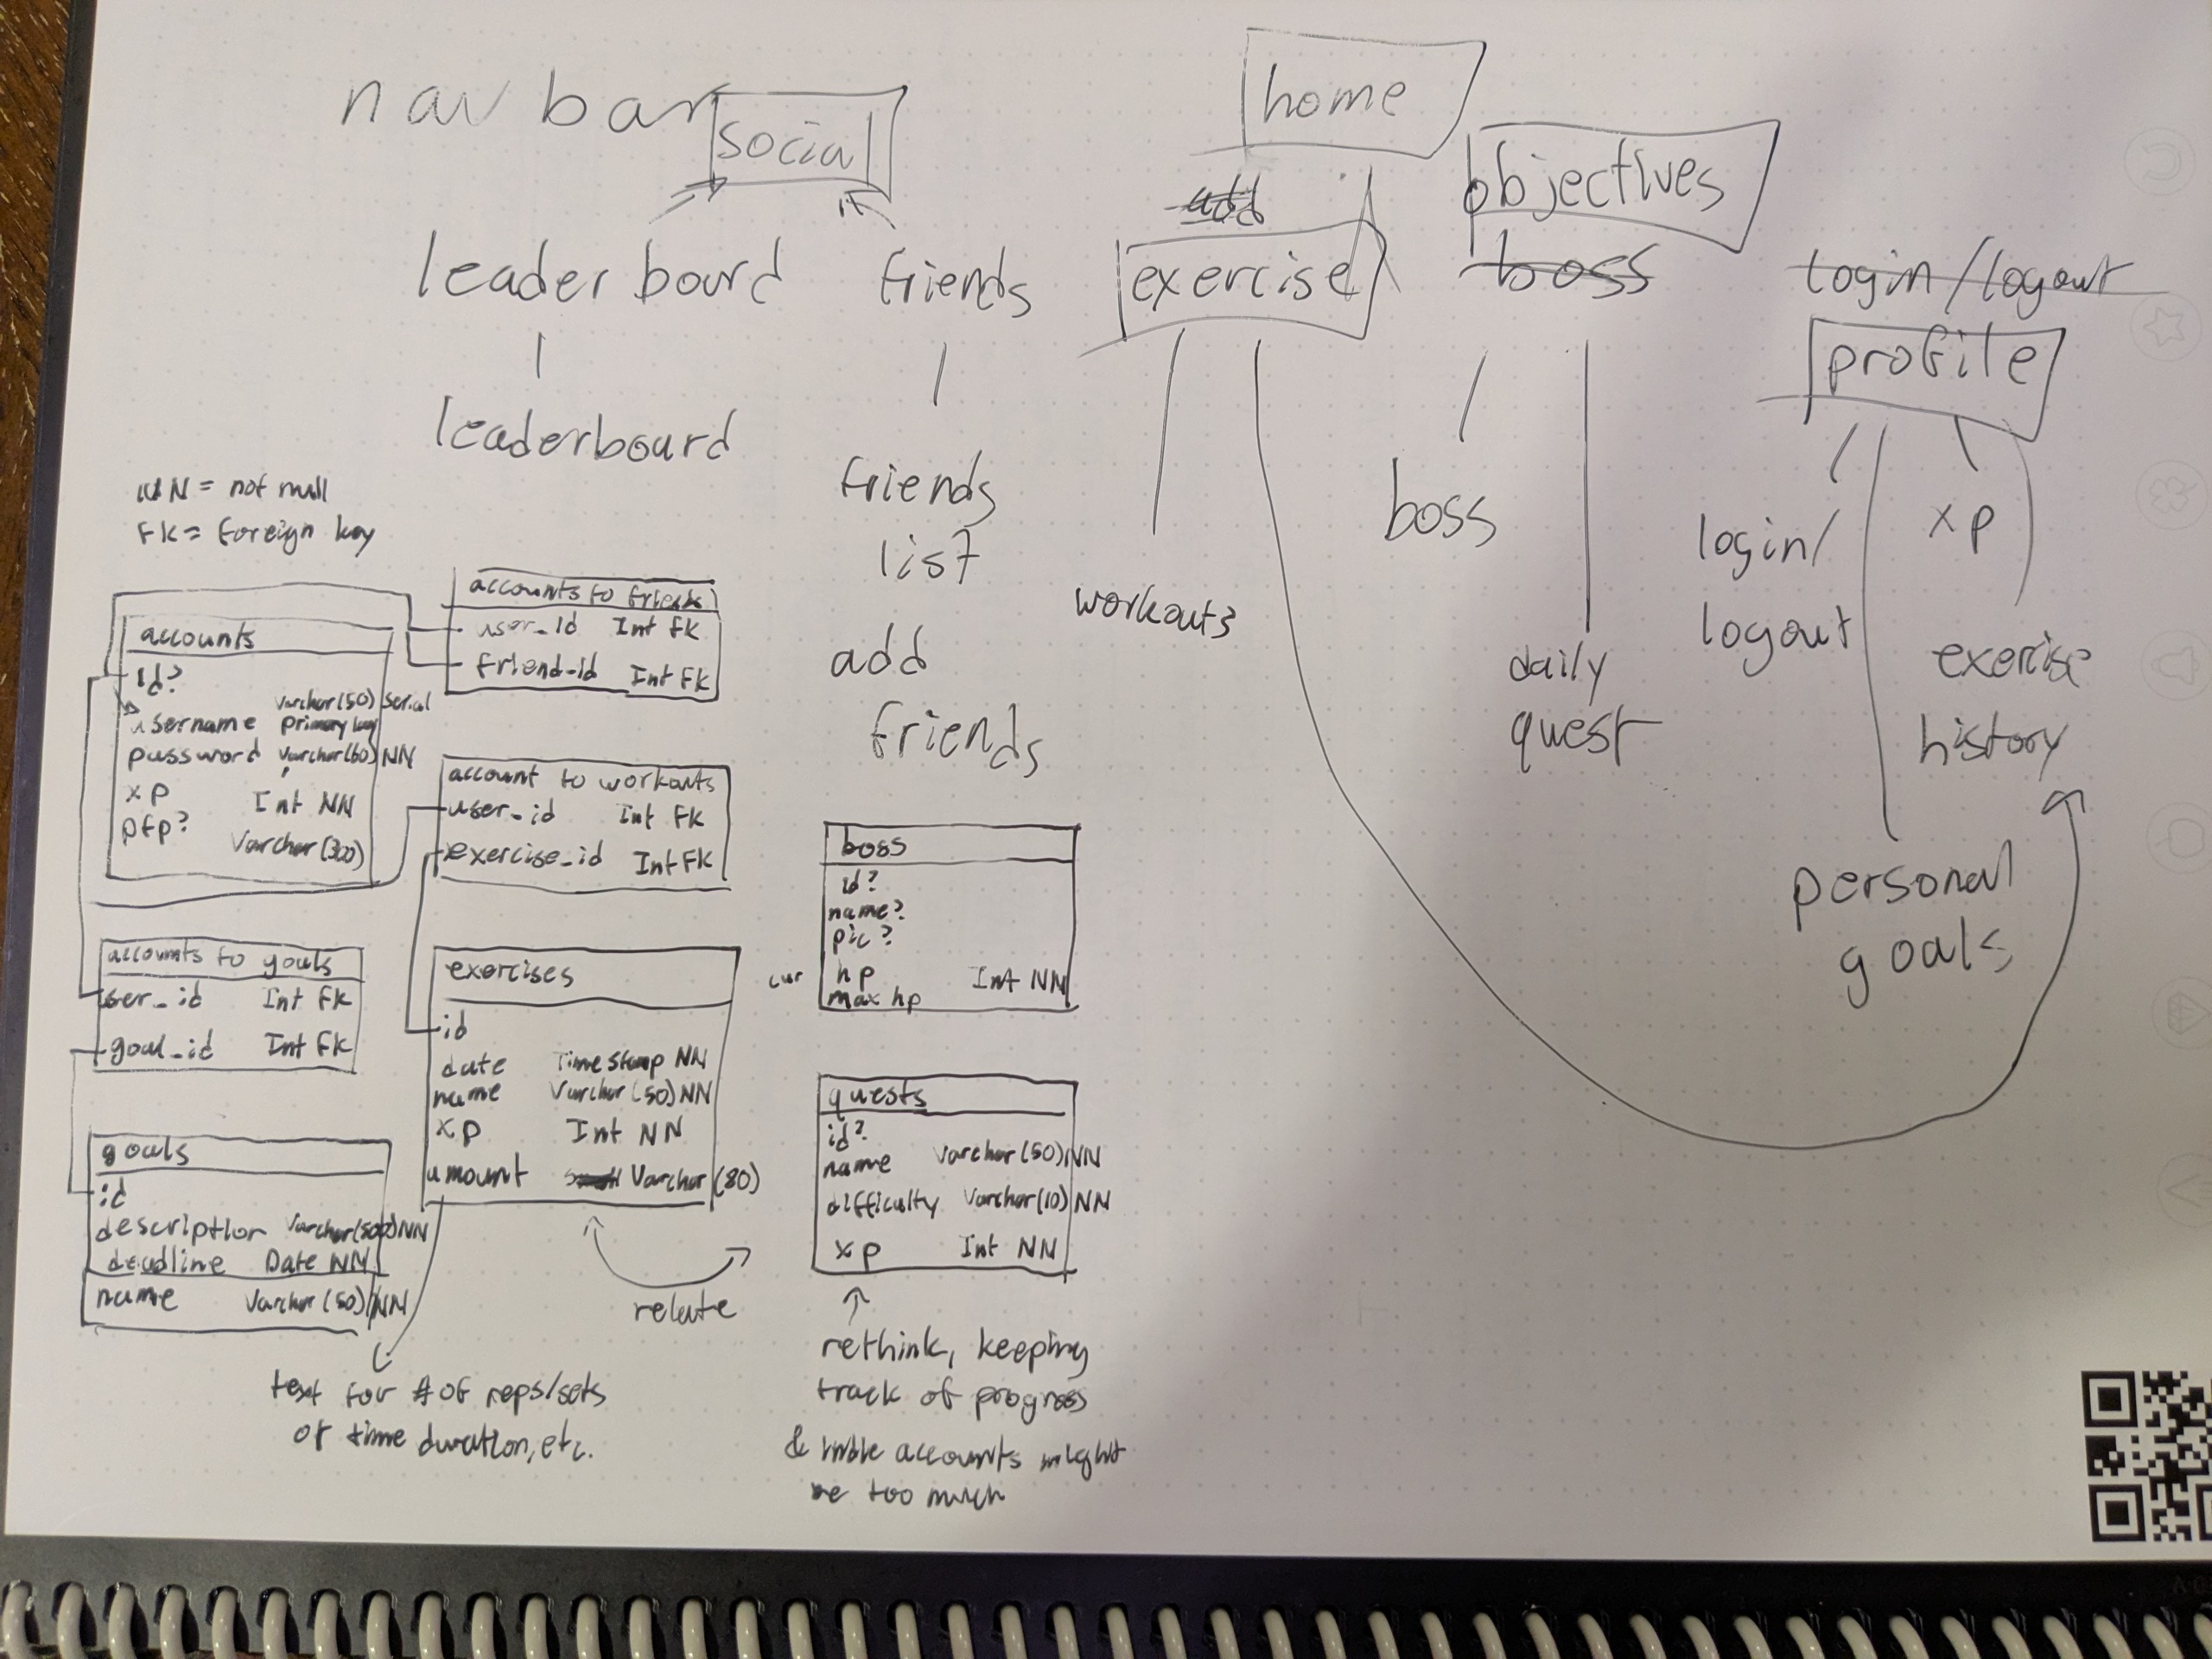 nav bar
social
home
objectives
add
leader board
friends
exercise
boss
login/logout
profile
leaderboard
friends
list
add
friends
workouts
boss
daily
quest
login/
logout
xp
exercise
history
personal
goals
NN = not null
FK = foreign key
accounts
id?
varchar(50) serial
username primary key
password varchar(60) NN
xp Int NN
pfp?
Varchar(300)
accounts to friends
user_id Int FK
friend_id Int FK
account to workouts
user_id Int FK
exercise_id Int FK
accounts to goals
user_id Int FK
goal_id Int FK
exercises
id
date Timestamp NN
name Varchar(50) NN
xp Int NN
amount Varchar(80)
goals
id
description Varchar(500) NN
deadline Date NN
name Varchar(50) NN
boss
id?
name?
pic?
cur hp Int NN
max hp
quests
id?
name Varchar(50) NN
difficulty Varchar(10) NN
xp Int NN
relate
text for # of reps/sets
or time duration, etc.
rethink, keeping
track of progress
& accounts might
be too much